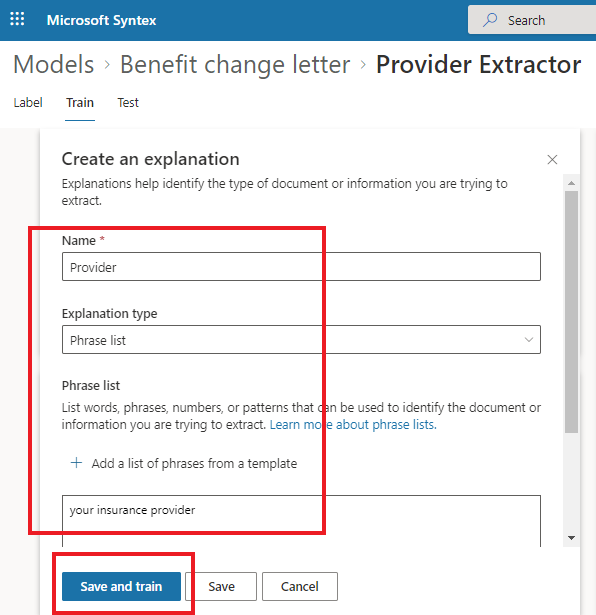 Microsoft Syntex
Search
Models > Benefit change letter > Provider Extractor
Label Train Test
Create an explanation
Explanations help identify the type of document or information you are trying to
extract.
Name *
Provider
Explanation type
Phrase list
Phrase list
List words, phrases, numbers, or patterns that can be used to identify the document or
information you are trying to extract. Learn more about phrase lists.
+ Add a list of phrases from a template
your insurance provider
Save and train Save Cancel